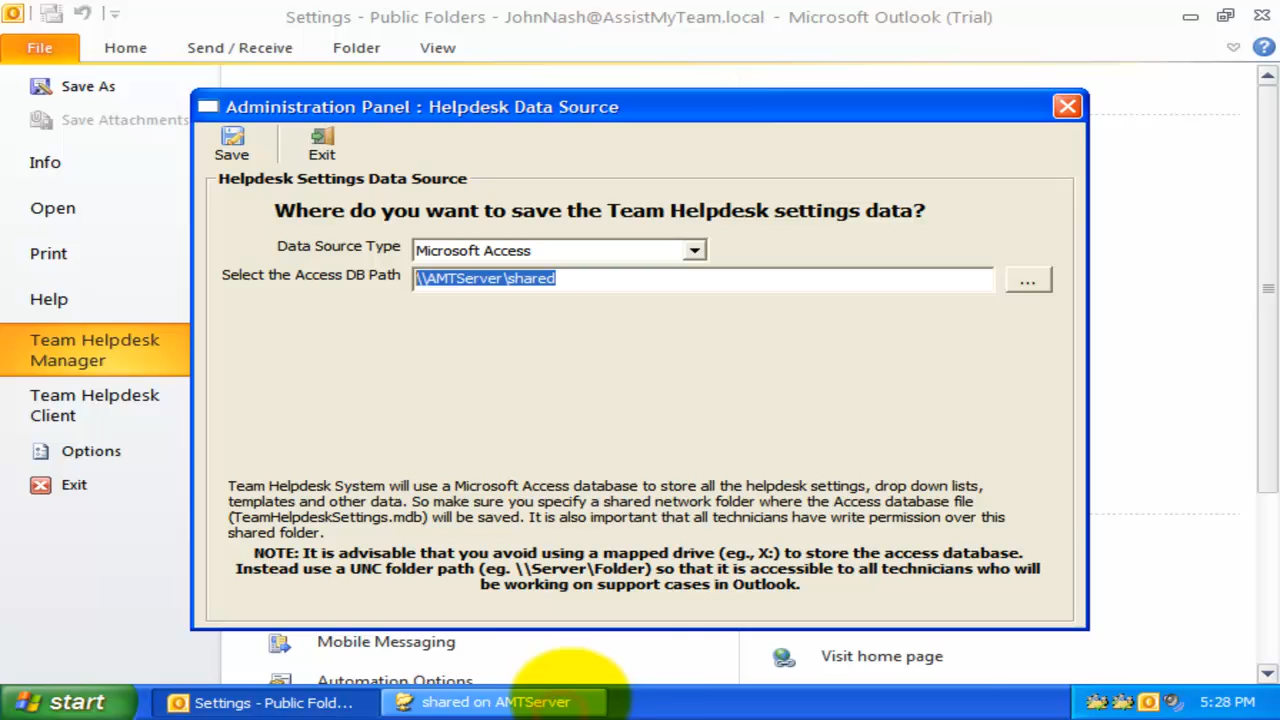 Settings - Public Folders - JohnNash@AssistMyTeam.local - Microsoft Outlook (Trial)
File Home Send / Receive Folder View
Save As
Save Attachments
Info
Open
Print
Help
Team Helpdesk
Manager
Team Helpdesk
Client
Options
Exit
Administration Panel : Helpdesk Data Source
Save Exit
Helpdesk Settings Data Source
Where do you want to save the Team Helpdesk settings data?
Data Source Type Microsoft Access
Select the Access DB Path \\AMTServer\shared ...
Team Helpdesk System will use a Microsoft Access database to store all the helpdesk settings, drop down lists,
templates and other data. So make sure you specify a shared network folder where the Access database file
(TeamHelpdeskSettings.mdb) will be saved. It is also important that all technicians have write permission over this
shared folder.
NOTE: It is advisable that you avoid using a mapped drive (eg., X:) to store the access database.
Instead use a UNC folder path (eg. \\Server\Folder) so that it is accessible to all technicians who will
be working on support cases in Outlook.
Mobile Messaging
Automation Options
Visit home page
start Settings - Public Fold... shared on AMTServer 5:28 PM